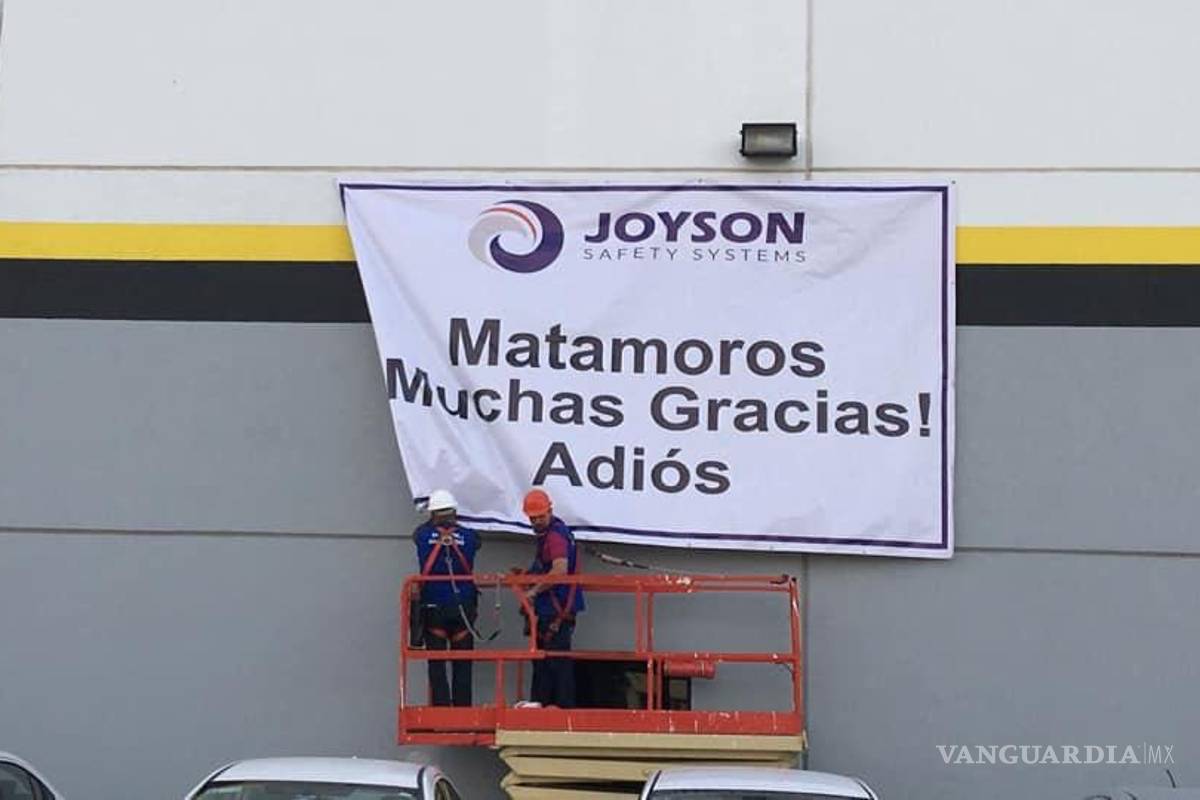 JOYSON
SAFETY SYSTEMS
Matamoros
Muchas Gracias!
Adiós
VANGUARDIA|MX